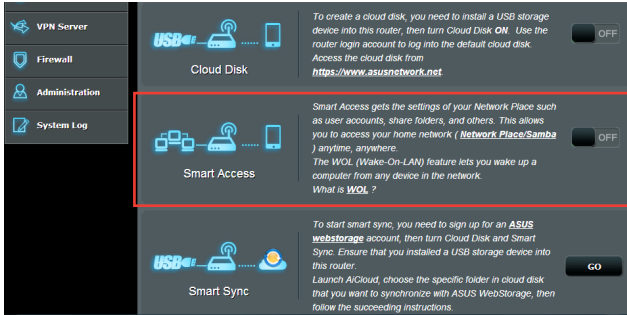 VPN Server
Firewall
Administration
System Log
USB
Cloud Disk
To create a cloud disk, you need to install a USB storage
device into this router, then turn Cloud Disk ON. Use the
router login account to log into the default cloud disk.
Access the cloud disk from
https://www.asusnetwork.net.
OFF
Smart Access
Smart Access gets the settings of your Network Place such
as user accounts, share folders, and others. This allows
you to access your home network ( Network Place/Samba
) anytime, anywhere.
The WOL (Wake-On-LAN) feature lets you wake up a
computer from any device in the network.
What is WOL ?
OFF
USB
Smart Sync
To start smart sync, you need to sign up for an ASUS
webstorage account, then turn Cloud Disk and Smart
Sync. Ensure that you installed a USB storage device into
this router.
Launch AiCloud, choose the specific folder in cloud disk
that you want to synchronize with ASUS WebStorage, then
follow the succeeding instructions.
GO